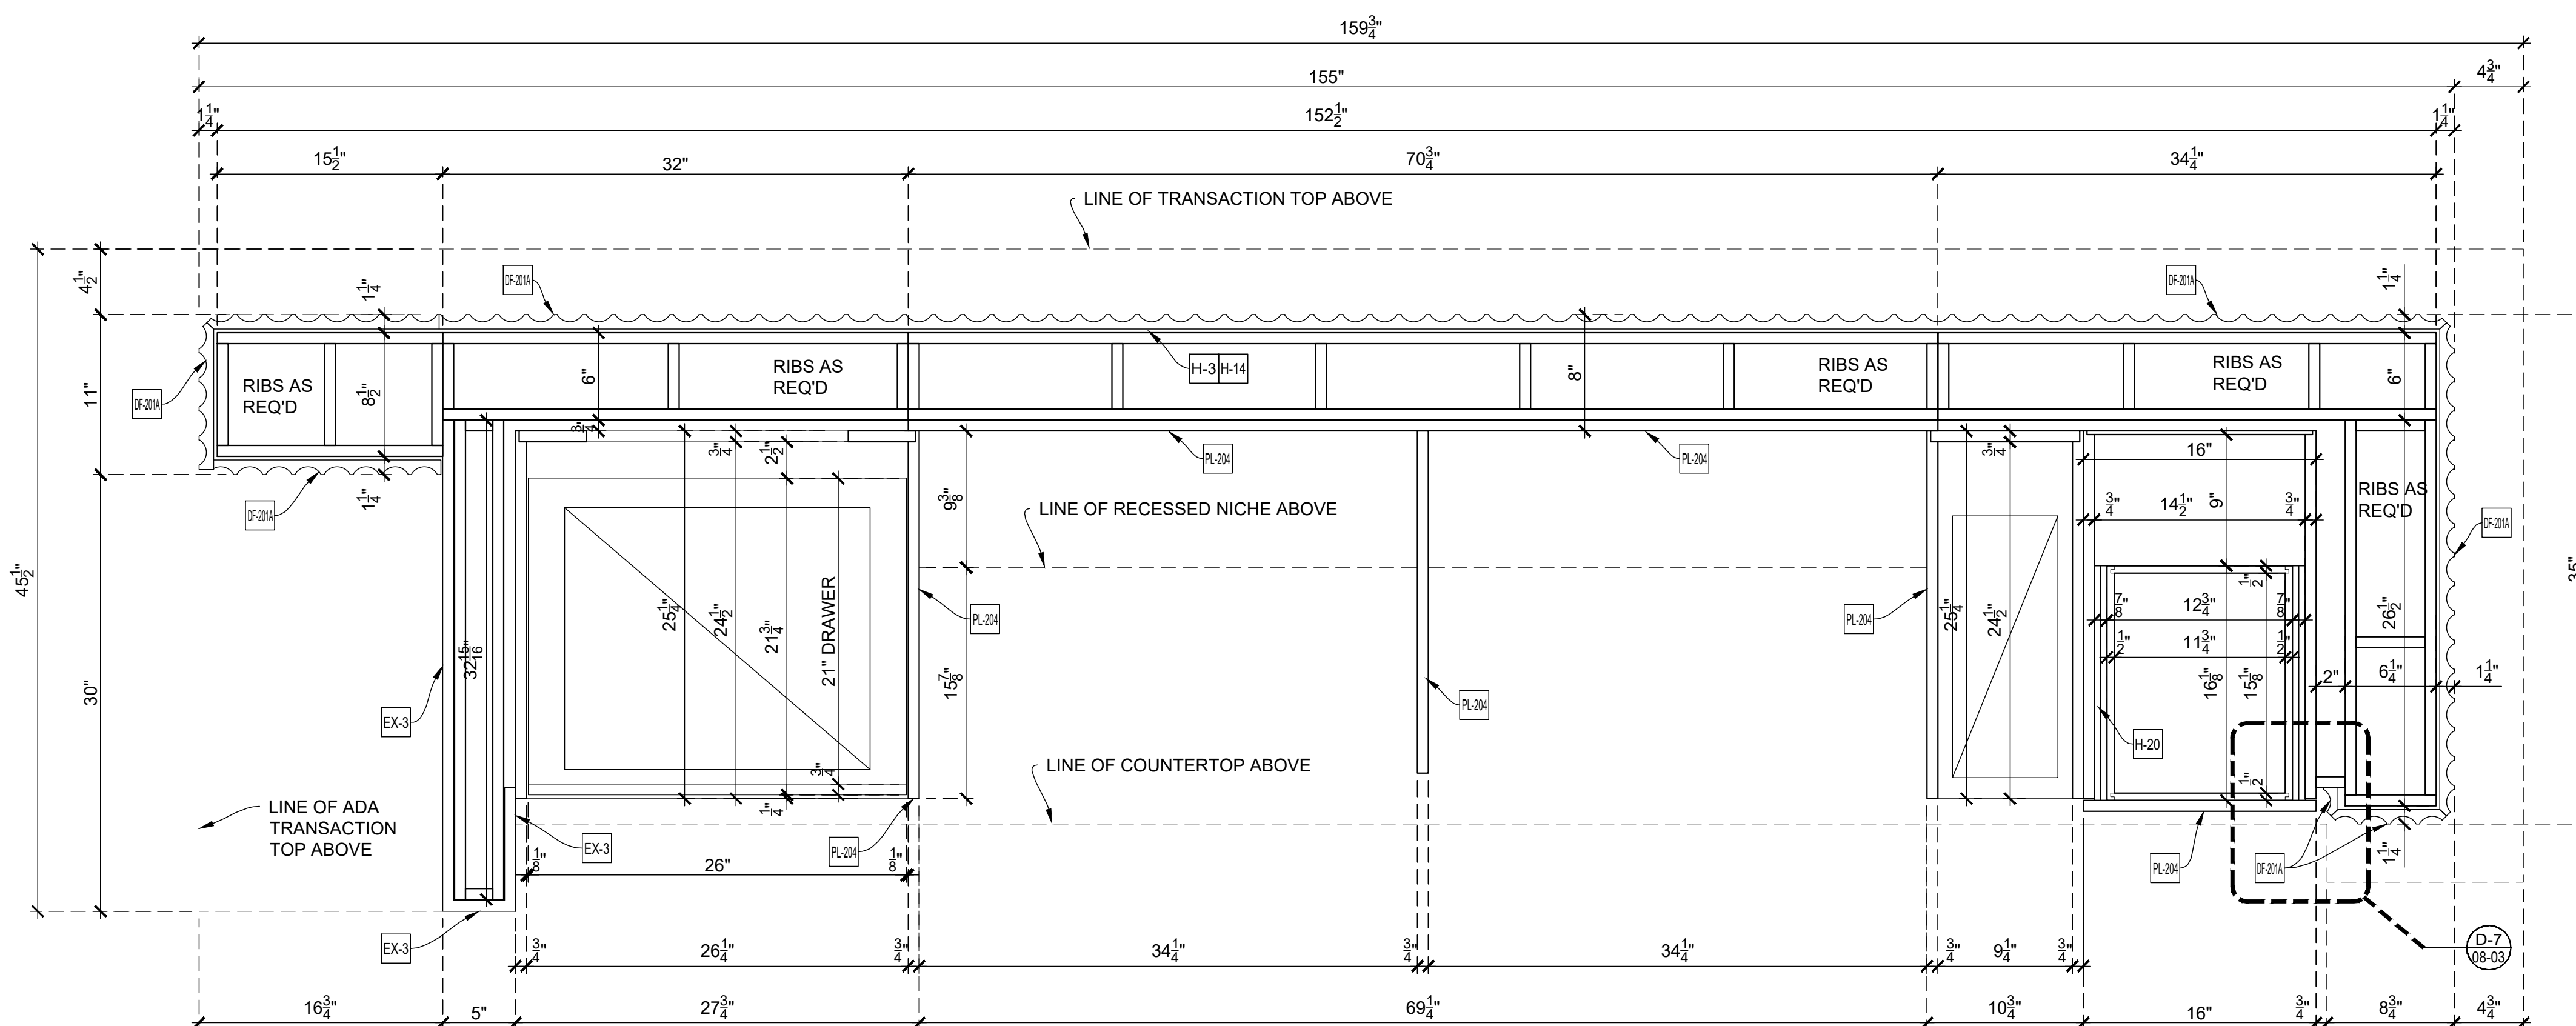 159 3/4"
155"
4 3/4"
1 1/4"
152 1/2"
1 1/4"
15 1/2"
32"
70 3/4"
34 1/4"
LINE OF TRANSACTION TOP ABOVE
4 1/2"
1 1/4"
DF-201A
DF-201A
1 1/4"
45 1/2"
11"
DF-201A
RIBS AS
REQ'D
8 1/2"
6"
RIBS AS
REQ'D
H-3 H-14
8"
RIBS AS
REQ'D
RIBS AS
REQ'D
6"
3/4"
DF-201A
1 1/4"
3/4"
2 1/2"
PL-204
PL-204
3/4"
16"
9 3/8"
LINE OF RECESSED NICHE ABOVE
3/4"
14 1/2"
9"
3/4"
RIBS AS
REQ'D
DF-201A
35"
30"
32 15/16"
25 1/4"
24 1/2"
21 3/4"
21" DRAWER
PL-204
PL-204
25 1/4"
24 1/2"
1/2"
7/8"
12 3/4"
7/8"
1/2"
11 3/4"
1/2"
26 1/2"
15 7/8"
PL-204
16 1/8"
15 1/8"
2"
6 1/4"
1 1/4"
EX-3
H-20
LINE OF COUNTERTOP ABOVE
3/4"
1/4"
1/2"
LINE OF ADA
TRANSACTION
TOP ABOVE
EX-3
PL-204
1/8"
26"
1/8"
PL-204
DF-201A
1 1/4"
EX-3
D-7
08-03
3/4"
26 1/4"
3/4"
34 1/4"
3/4"
34 1/4"
3/4"
9 1/4"
3/4"
16 3/4"
5"
27 3/4"
69 1/4"
10 3/4"
16"
3/4"
8 3/4"
4 3/4"